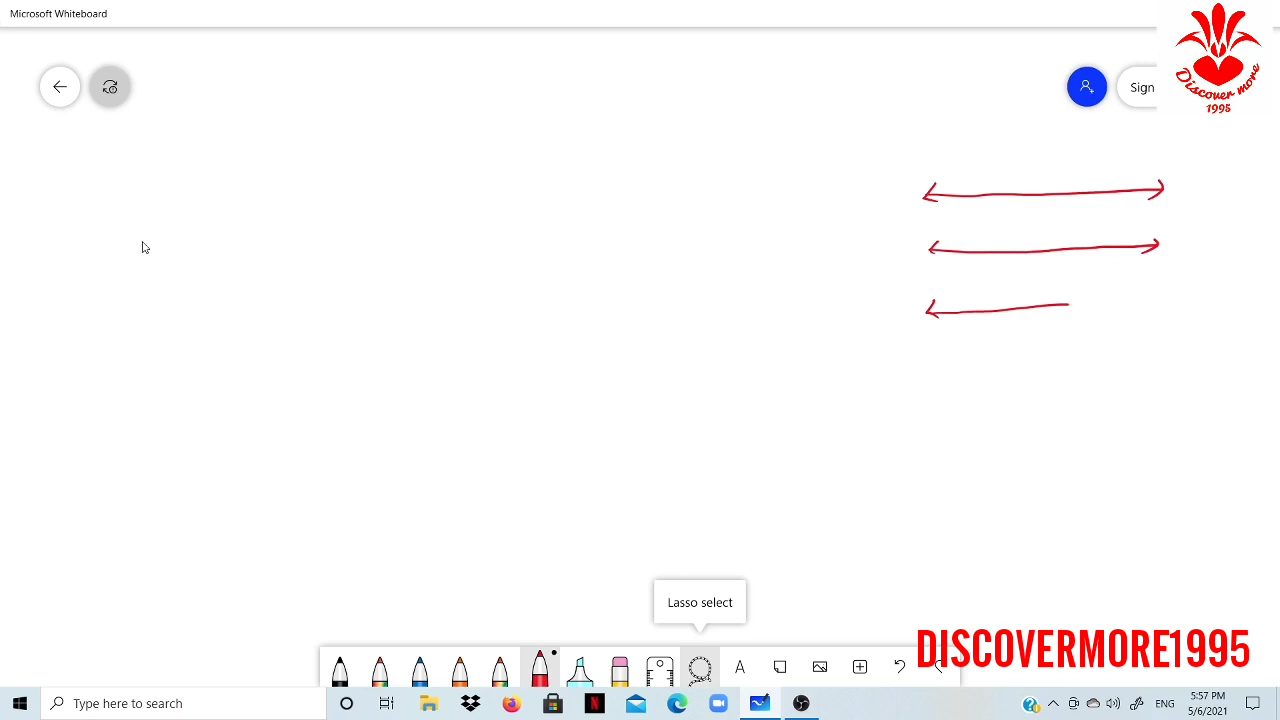 Microsoft Whiteboard
Sign
Discover more
1995
Lasso select
A
DISCOVERMORE1995
Type here to search
ENG
5:57 PM
5/6/2021